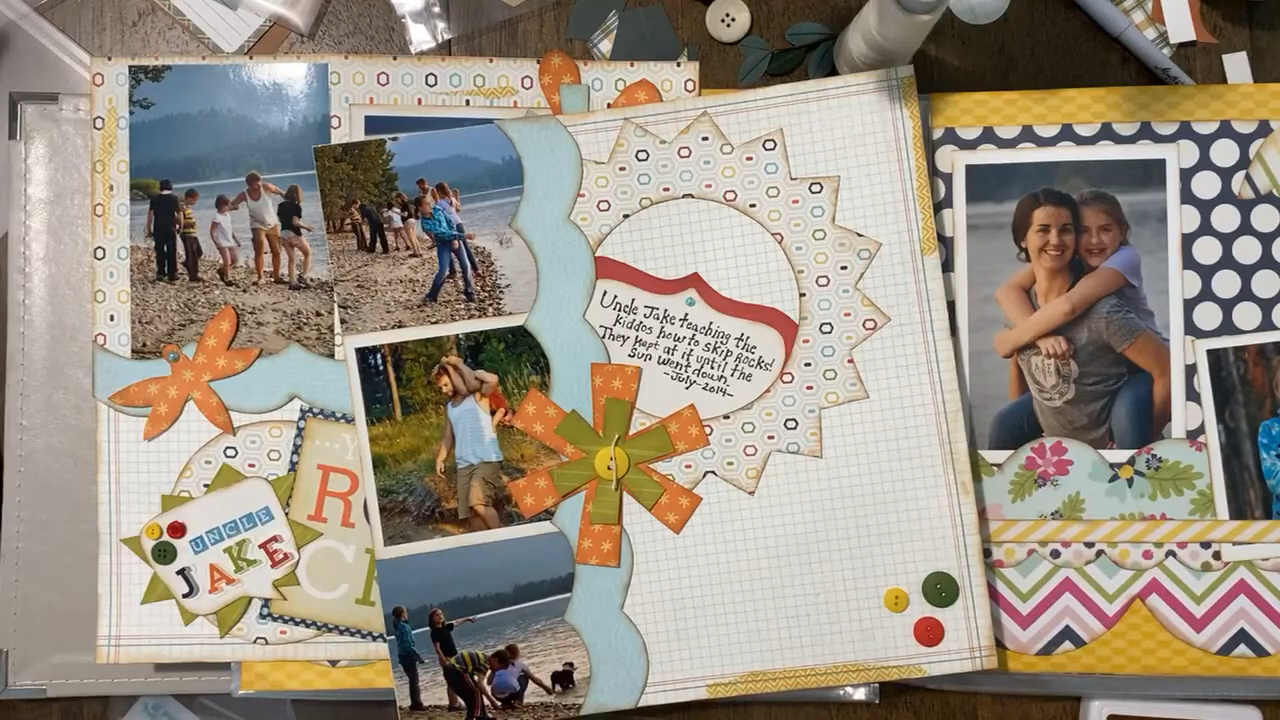 Uncle Jake teaching the
kiddos how to skip rocks!
They kept at it until the
sun went down.
-July-2014-
UNCLE
JAKE